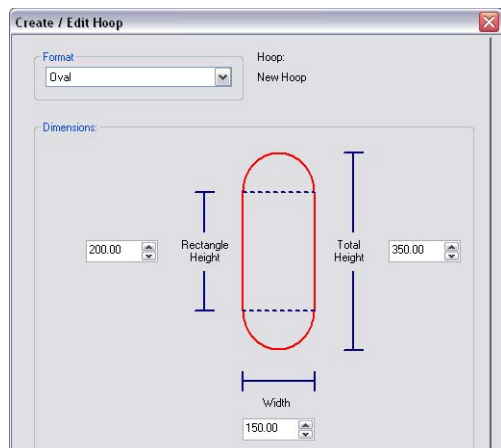 Create / Edit Hoop
Format
Hoop:
Oval
New Hoop
Dimensions:
200.00
Rectangle
Height
Total
Height
350.00
Width
150.00